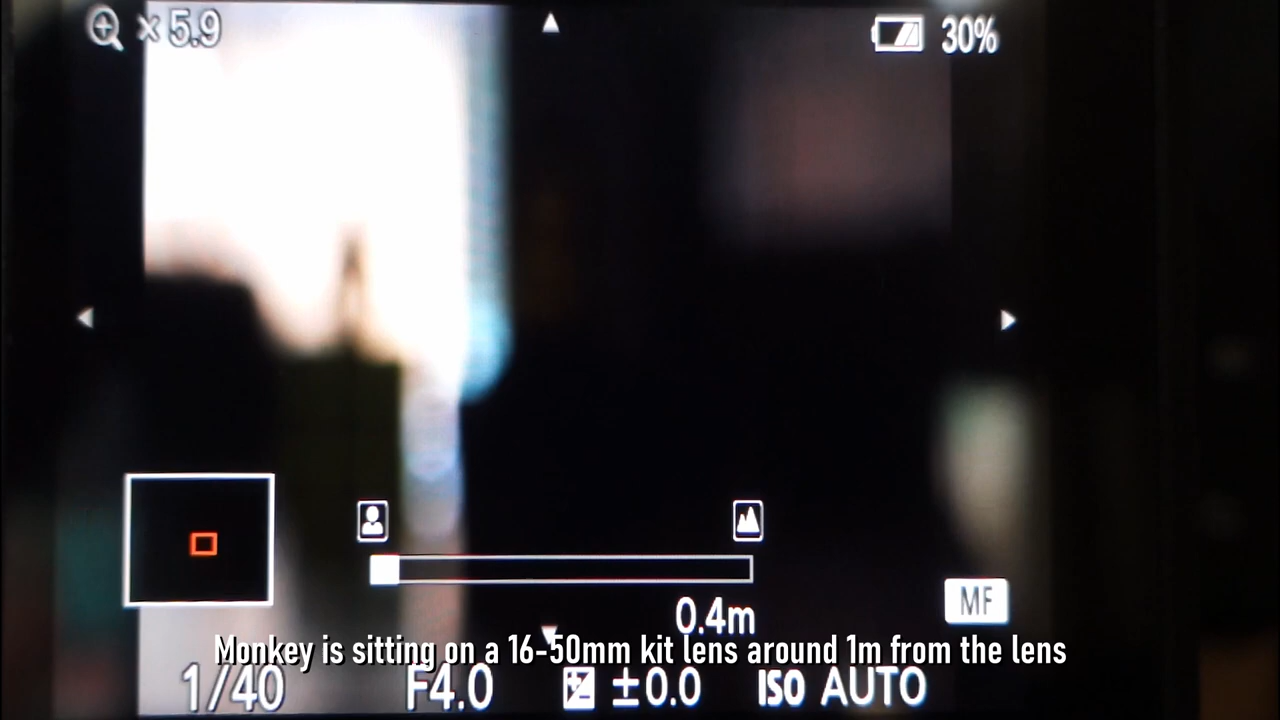 × 5.9
30%
0.4m
MF
Monkey is sitting on a 16-50mm kit lens around 1m from the lens
1/40 F4.0 ±0.0 ISO AUTO